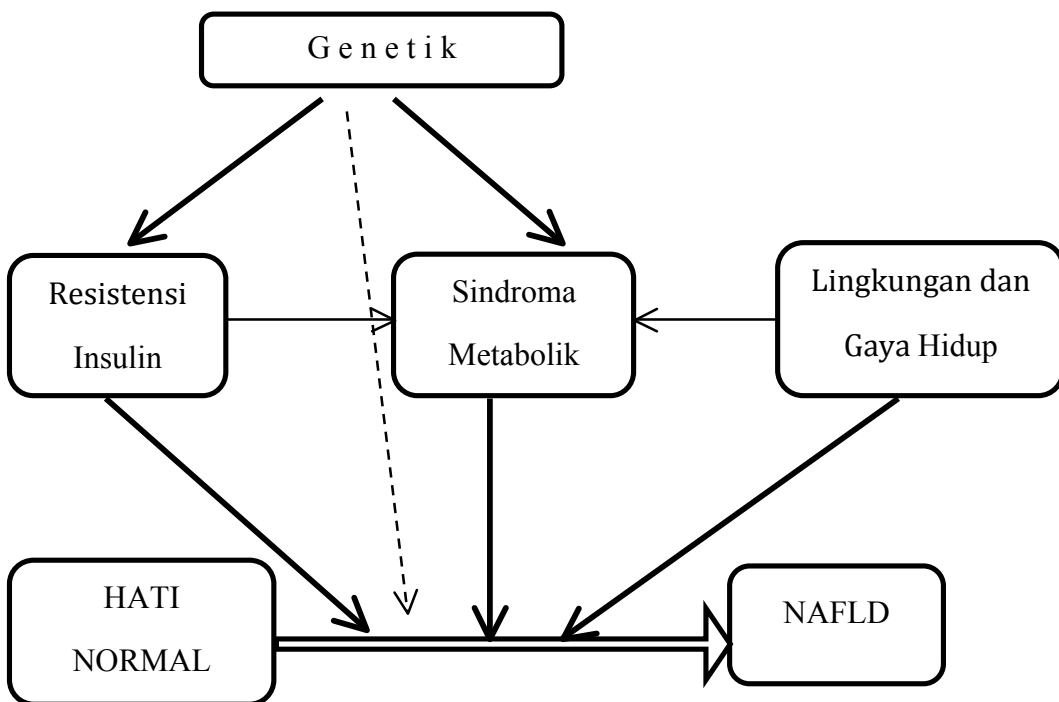 G e n e t i k
Resistensi
Insulin
Sindroma
Metabolik
Lingkungan dan
Gaya Hidup
HATI
NORMAL
NAFLD